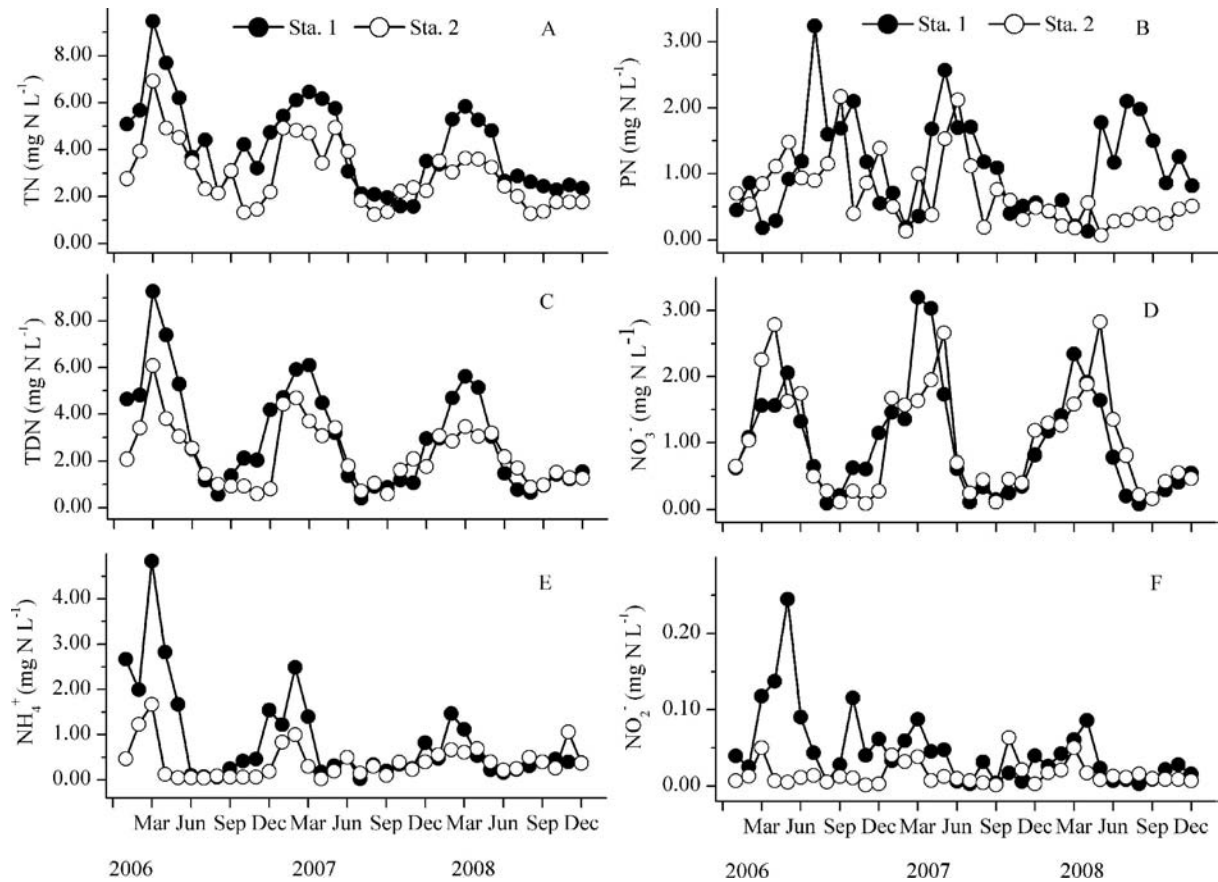 Sta. 1 Sta. 2 A
TN (mg N L⁻¹)
8.00
6.00
4.00
2.00
0.00
Sta. 1 Sta. 2 B
PN (mg N L⁻¹)
3.00
2.00
1.00
0.00
C
TDN (mg N L⁻¹)
8.00
6.00
4.00
2.00
0.00
D
NO₃⁻ (mg N L⁻¹)
3.00
2.00
1.00
0.00
E
NH₄⁺ (mg N L⁻¹)
4.00
3.00
2.00
1.00
0.00
Mar Jun Sep Dec Mar Jun Sep Dec Mar Jun Sep Dec
2006 2007 2008
F
NO₂⁻ (mg N L⁻¹)
0.20
0.10
0.00
Mar Jun Sep Dec Mar Jun Sep Dec Mar Jun Sep Dec
2006 2007 2008